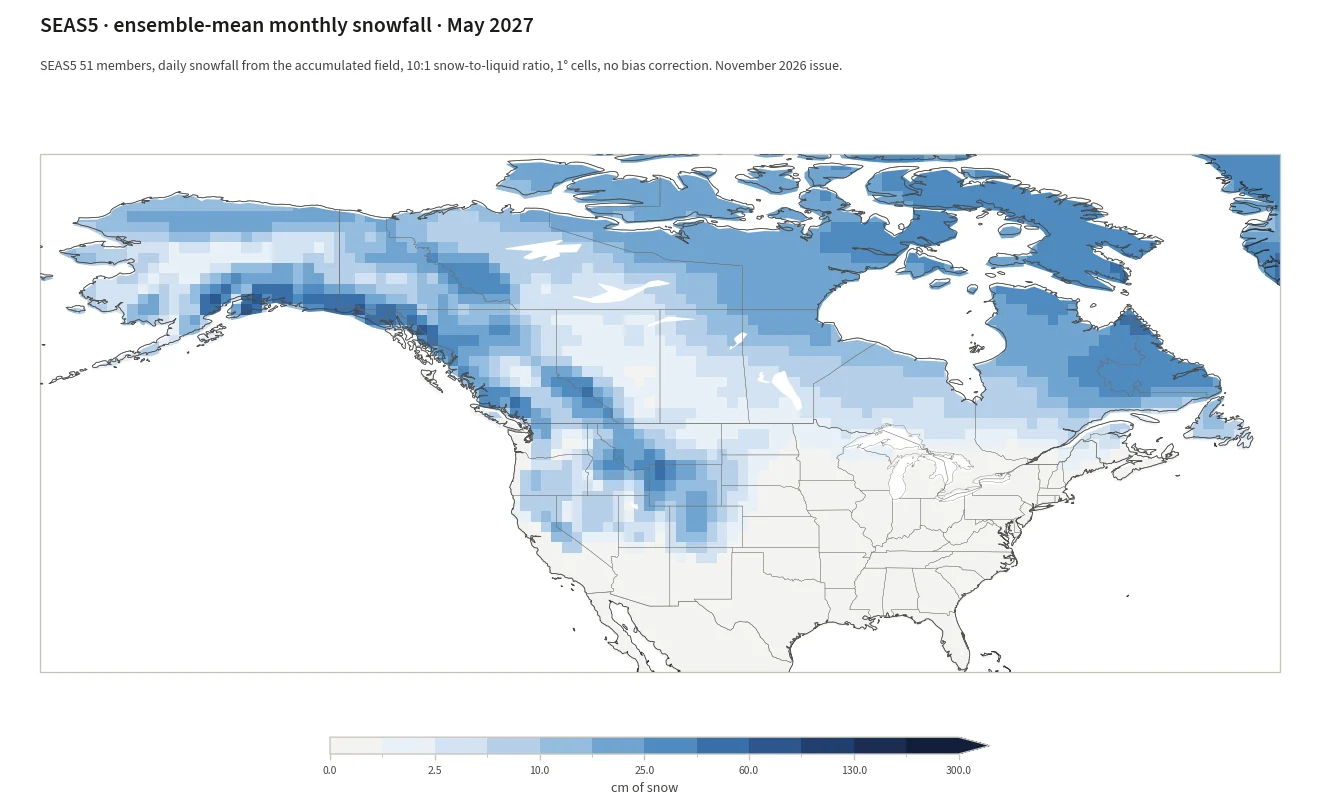 SEAS5 · ensemble-mean monthly snowfall · May 2027
SEAS5 51 members, daily snowfall from the accumulated field, 10:1 snow-to-liquid ratio, 1° cells, no bias correction. November 2026 issue.
0.0 2.5 10.0 25.0 60.0 130.0 300.0
cm of snow